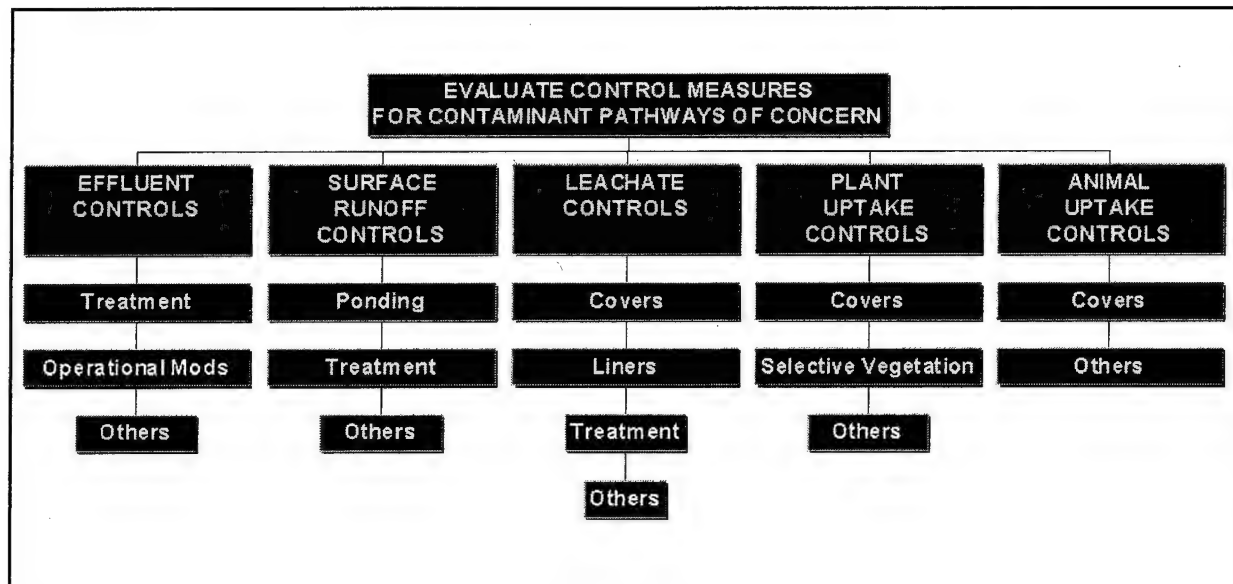 EVALUATE CONTROL MEASURES
FOR CONTAMINANT PATHWAYS OF CONCERN
EFFLUENT
CONTROLS
SURFACE
RUNOFF
CONTROLS
LEACHATE
CONTROLS
PLANT
UPTAKE
CONTROLS
ANIMAL
UPTAKE
CONTROLS
Treatment
Operational Mods
Others
Ponding
Treatment
Others
Covers
Liners
Treatment
Others
Covers
Selective Vegetation
Others
Covers
Others